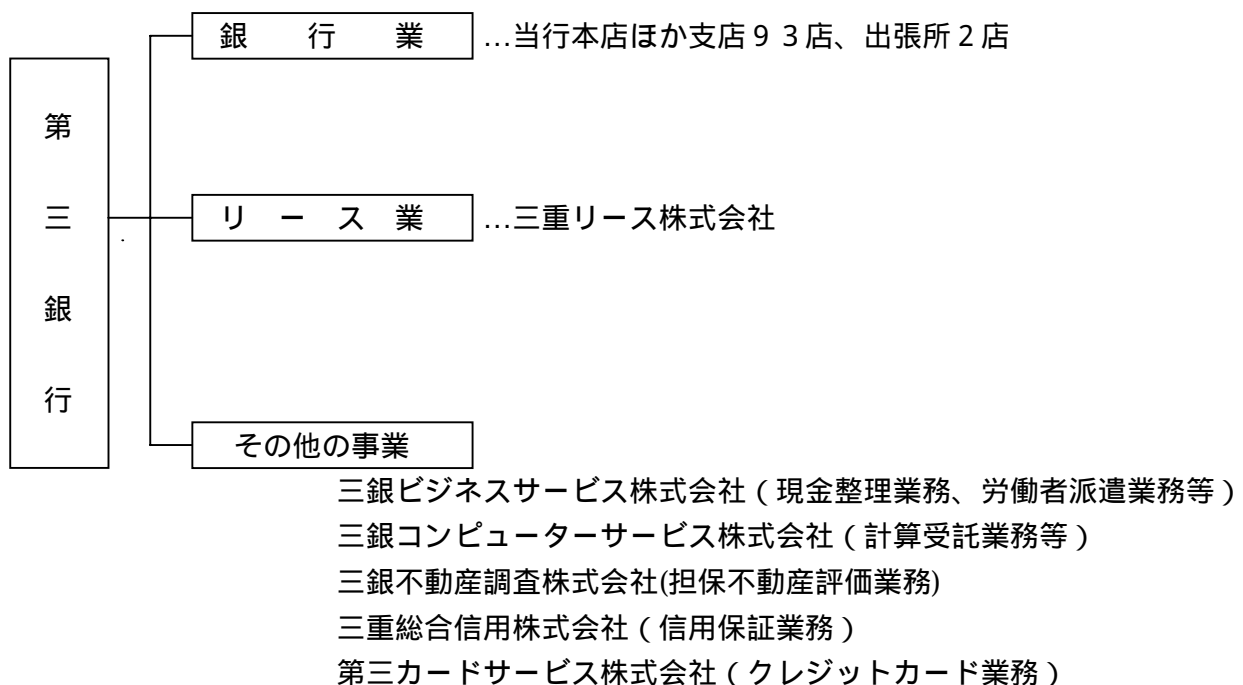 第三銀行
銀　行　業 …当行本店ほか支店９３店、出張所２店
リ　ー　ス　業 …三重リース株式会社
その他の事業
三銀ビジネスサービス株式会社（現金整理業務、労働者派遣業務等）
三銀コンピューターサービス株式会社（計算受託業務等）
三銀不動産調査株式会社(担保不動産評価業務)
三重総合信用株式会社（信用保証業務）
第三カードサービス株式会社（クレジットカード業務）